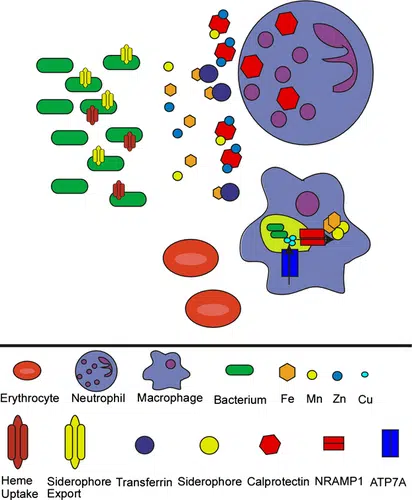 Erythrocyte Neutrophil Macrophage Bacterium Fe Mn Zn Cu
Heme Siderophore Transferrin Siderophore Calprotectin NRAMP1 ATP7A
Uptake Export